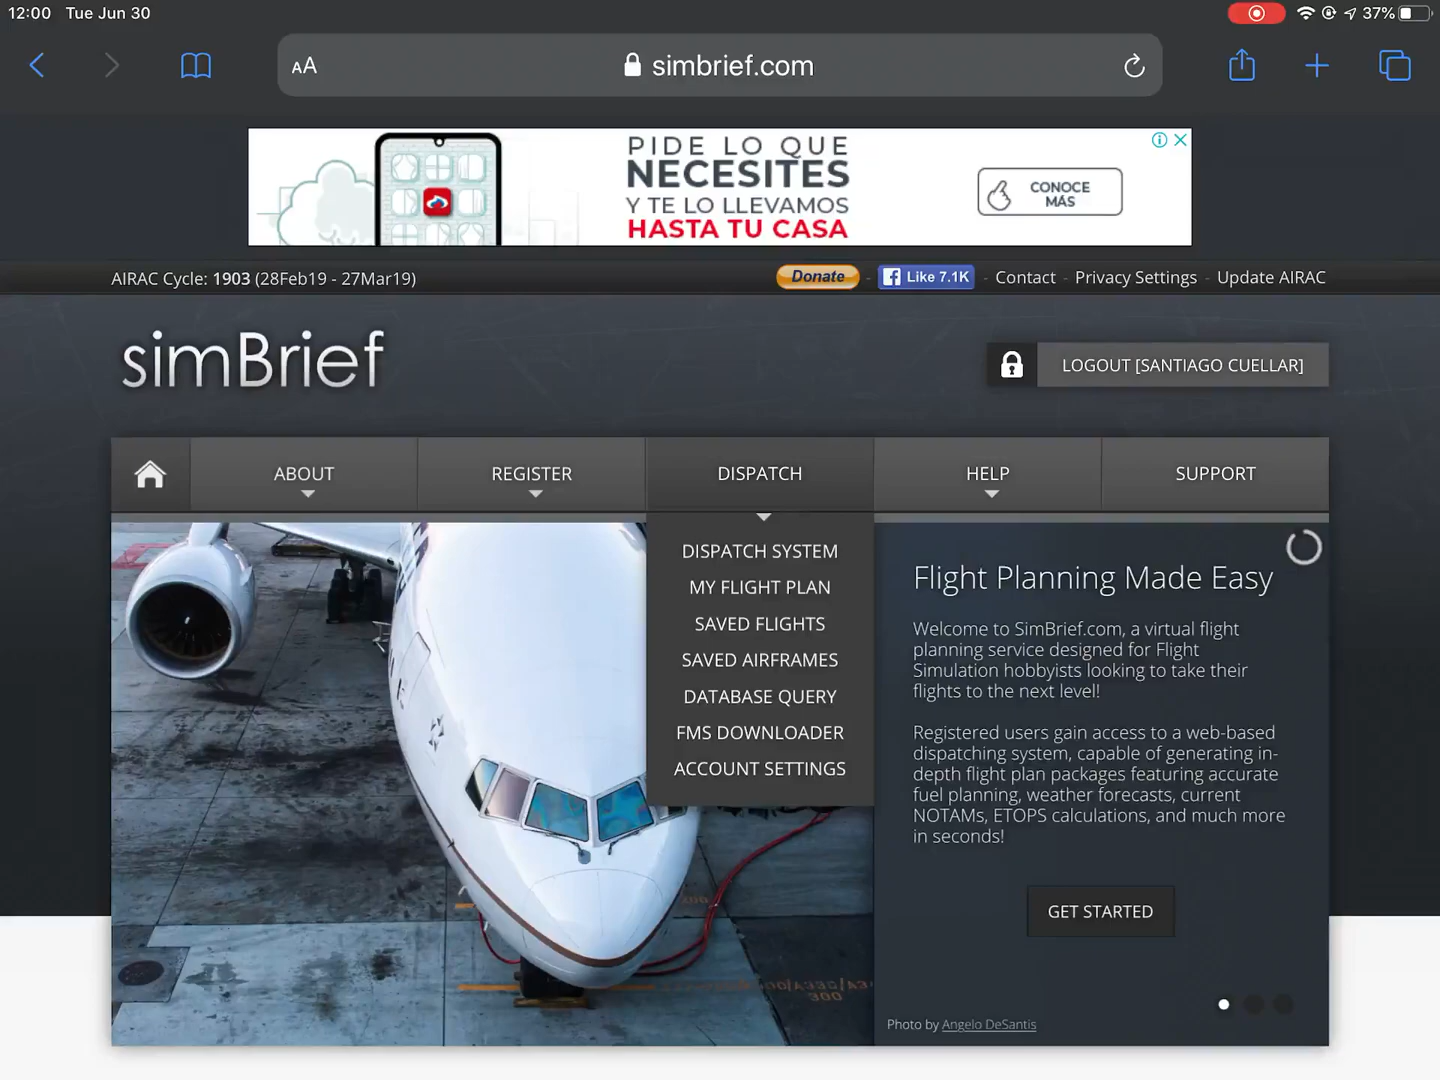 12:00 Tue Jun 30
37%
AA
simbrief.com
PIDE LO QUE
NECESITES
Y TE LO LLEVAMOS
HASTA TU CASA
CONOCE
MÁS
AIRAC Cycle: 1903 (28Feb19 - 27Mar19)
Donate - Like 7.1K - Contact - Privacy Settings - Update AIRAC
simBrief
LOGOUT [SANTIAGO CUELLAR]
ABOUT
REGISTER
DISPATCH
HELP
SUPPORT
DISPATCH SYSTEM
MY FLIGHT PLAN
SAVED FLIGHTS
SAVED AIRFRAMES
DATABASE QUERY
FMS DOWNLOADER
ACCOUNT SETTINGS
Flight Planning Made Easy
Welcome to SimBrief.com, a virtual flight
planning service designed for Flight
Simulation hobbyists looking to take their
flights to the next level!
Registered users gain access to a web-based
dispatching system, capable of generating in-
depth flight plan packages featuring accurate
fuel planning, weather forecasts, current
NOTAMs, ETOPS calculations, and much more
in seconds!
GET STARTED
Photo by Angelo DeSantis